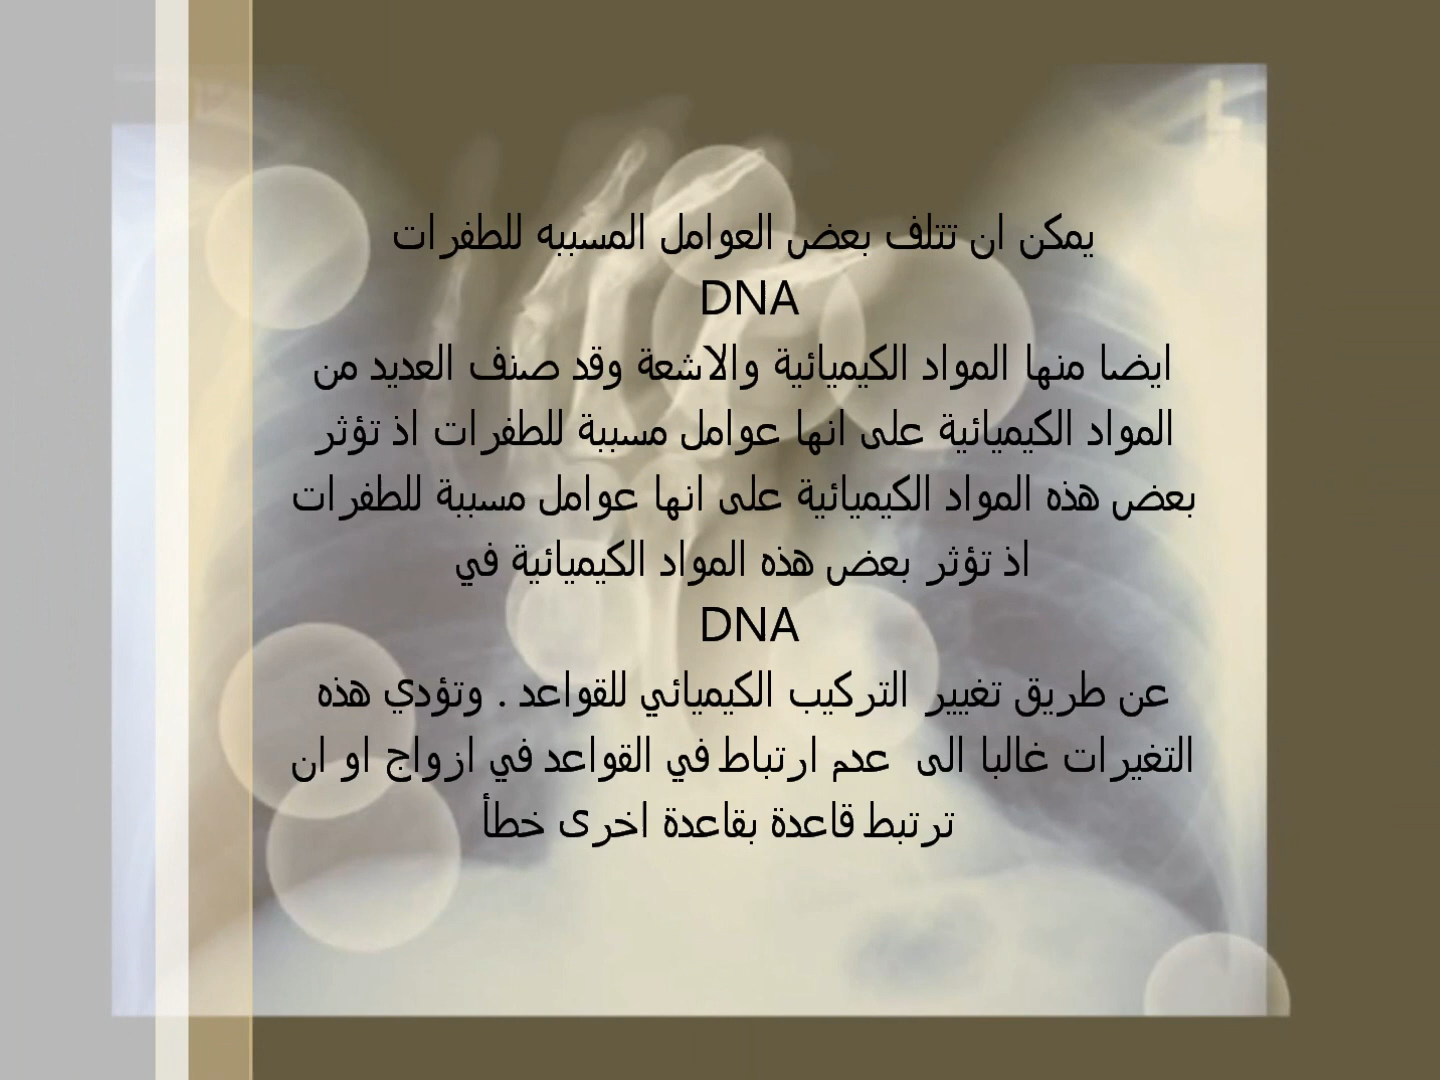 يمكن ان تتلف بعض العوامل المسببه للطفرات
DNA
ايضا منها المواد الكيميائية والاشعة وقد صنف العديد من
المواد الكيميائية على انها عوامل مسببة للطفرات اذ تؤثر
بعض هذه المواد الكيميائية على انها عوامل مسببة للطفرات
اذ تؤثر بعض هذه المواد الكيميائية في
DNA
عن طريق تغيير التركيب الكيميائي للقواعد . وتؤدي هذه
التغيرات غالبا الى عدم ارتباط في القواعد في ازواج او ان
ترتبط قاعدة بقاعدة اخرى خطأ